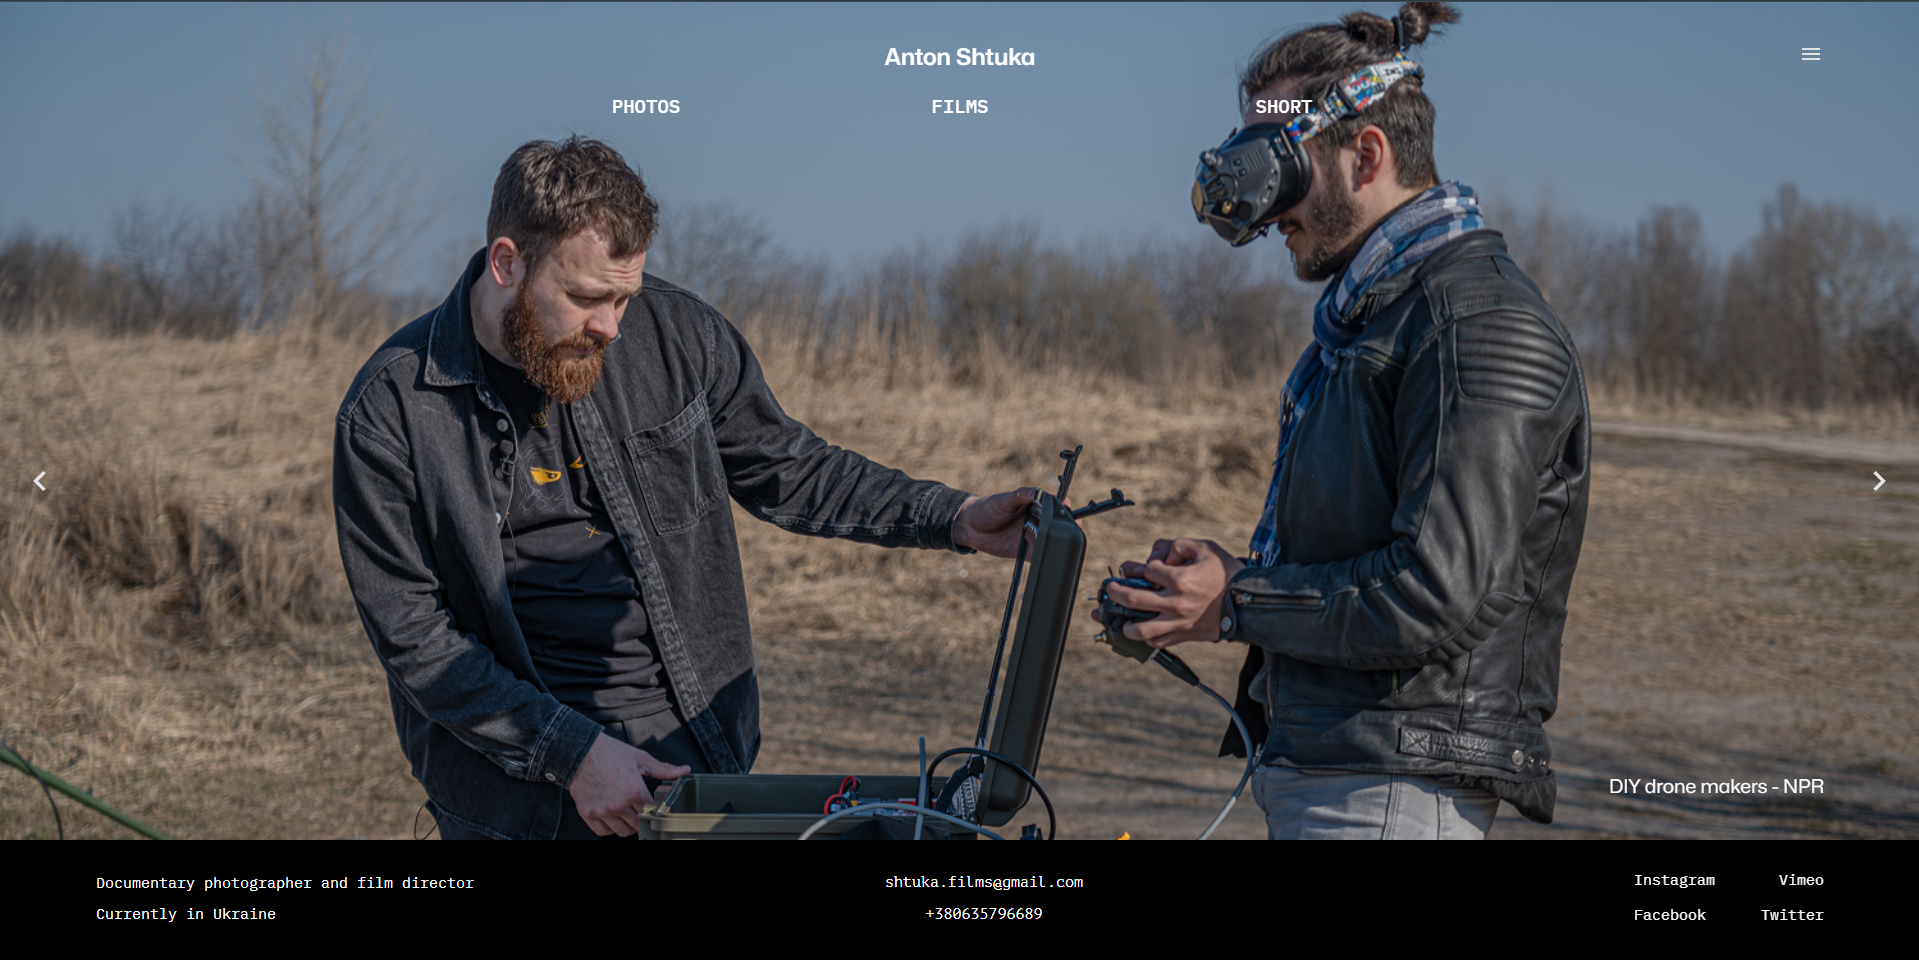 Anton Shtuka
PHOTOS FILMS SHORT
DIY drone makers - NPR
Documentary photographer and film director
Currently in Ukraine
shtuka.films@gmail.com
+380635796689
Instagram Vimeo
Facebook Twitter